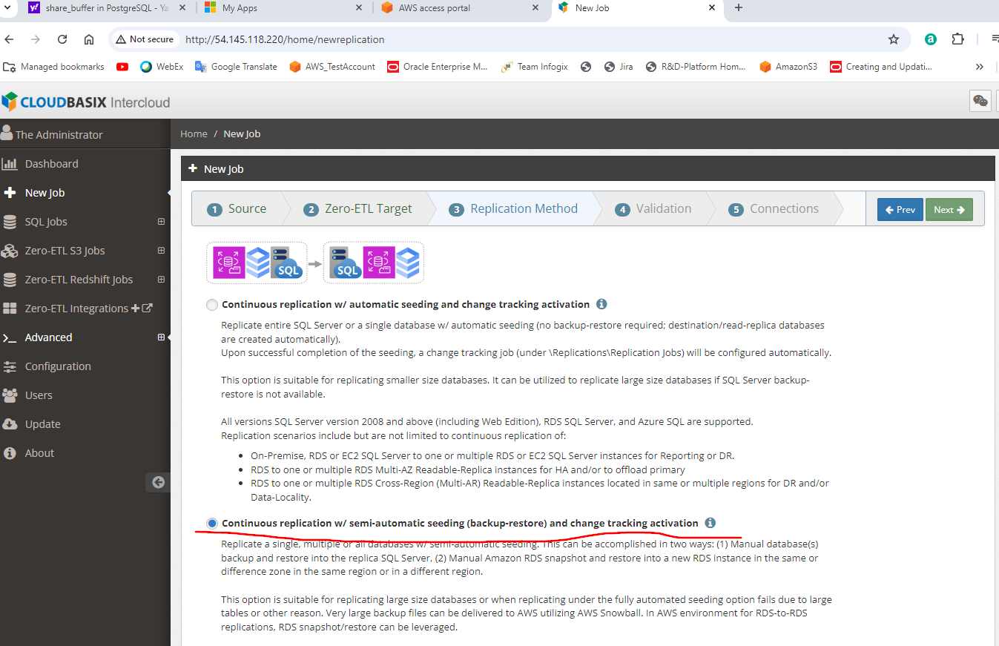 share_buffer in PostgreSQL - Ya
My Apps
AWS access portal
New Job
Not secure
http://54.145.118.220/home/newreplication
Managed bookmarks
WebEx
Google Translate
AWS_TestAccount
Oracle Enterprise M...
Team Infogix
Jira
R&D-Platform Hom...
AmazonS3
Creating and Updati...
CLOUDBASIX Intercloud
The Administrator
Home / New Job
Dashboard
New Job
SQL Jobs
Zero-ETL S3 Jobs
Zero-ETL Redshift Jobs
Zero-ETL Integrations
Advanced
Configuration
Users
Update
About
New Job
1 Source
2 Zero-ETL Target
3 Replication Method
4 Validation
5 Connections
Prev
Next
SQL
SQL
Continuous replication w/ automatic seeding and change tracking activation
Replicate entire SQL Server or a single database w/ automatic seeding (no backup-restore required; destination/read-replica databases
are created automatically).
Upon successful completion of the seeding, a change tracking job (under \Replications\Replication Jobs) will be configured automatically.
This option is suitable for replicating smaller size databases. It can be utilized to replicate large size databases if SQL Server backup-
restore is not available.
All versions SQL Server version 2008 and above (including Web Edition), RDS SQL Server, and Azure SQL are supported.
Replication scenarios include but are not limited to continuous replication of:
• On-Premise, RDS or EC2 SQL Server to one or multiple RDS or EC2 SQL Server instances for Reporting or DR.
• RDS to one or multiple RDS Multi-AZ Readable-Replica instances for HA and/or to offload primary
• RDS to one or multiple RDS Cross-Region (Multi-AR) Readable-Replica instances located in same or multiple regions for DR and/or
Data-Locality.
Continuous replication w/ semi-automatic seeding (backup-restore) and change tracking activation
Replicate a single, multiple or all databases w/ semi-automatic seeding. This can be accomplished in two ways: (1) Manual database(s)
backup and restore into the replica SQL Server, (2) Manual Amazon RDS snapshot and restore into a new RDS instance in the same or
difference zone in the same region or in a different region.
This option is suitable for replicating large size databases or when replicating under the fully automated seeding option fails due to large
tables or other reason. Very large backup files can be delivered to AWS utilizing AWS Snowball. In AWS environment for RDS-to-RDS
replications, RDS snapshot/restore can be leveraged.